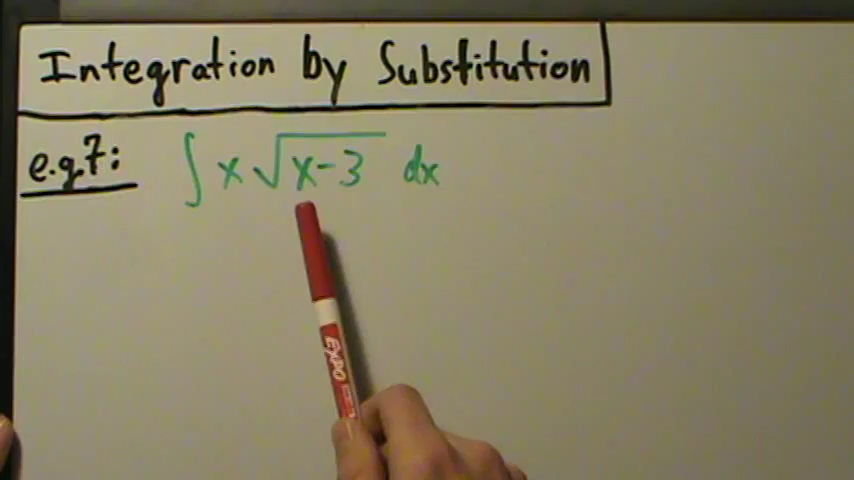 Integration by Substitution
e.g.7: ∫ x √(x-3) dx
EXPO